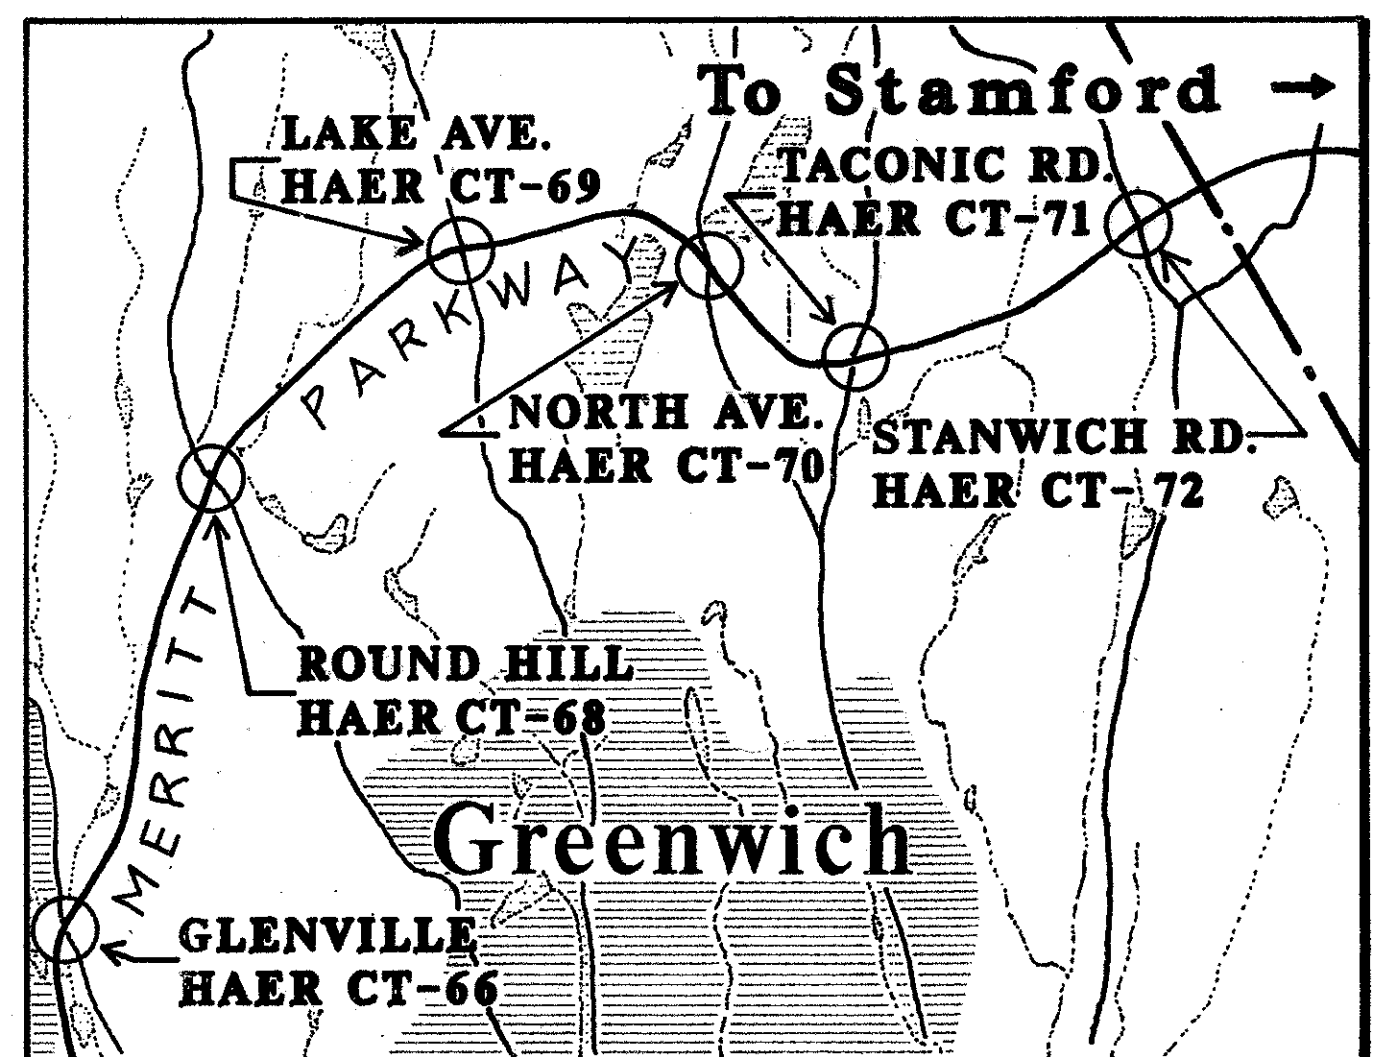 To Stamford →
LAKE AVE.
HAER CT-69
TACONIC RD.
HAER CT-71
PARKWAY
NORTH AVE.
HAER CT-70
STANWICH RD.
HAER CT-72
MERRITT
ROUND HILL
HAER CT-68
Greenwich
GLENVILLE
HAER CT-66